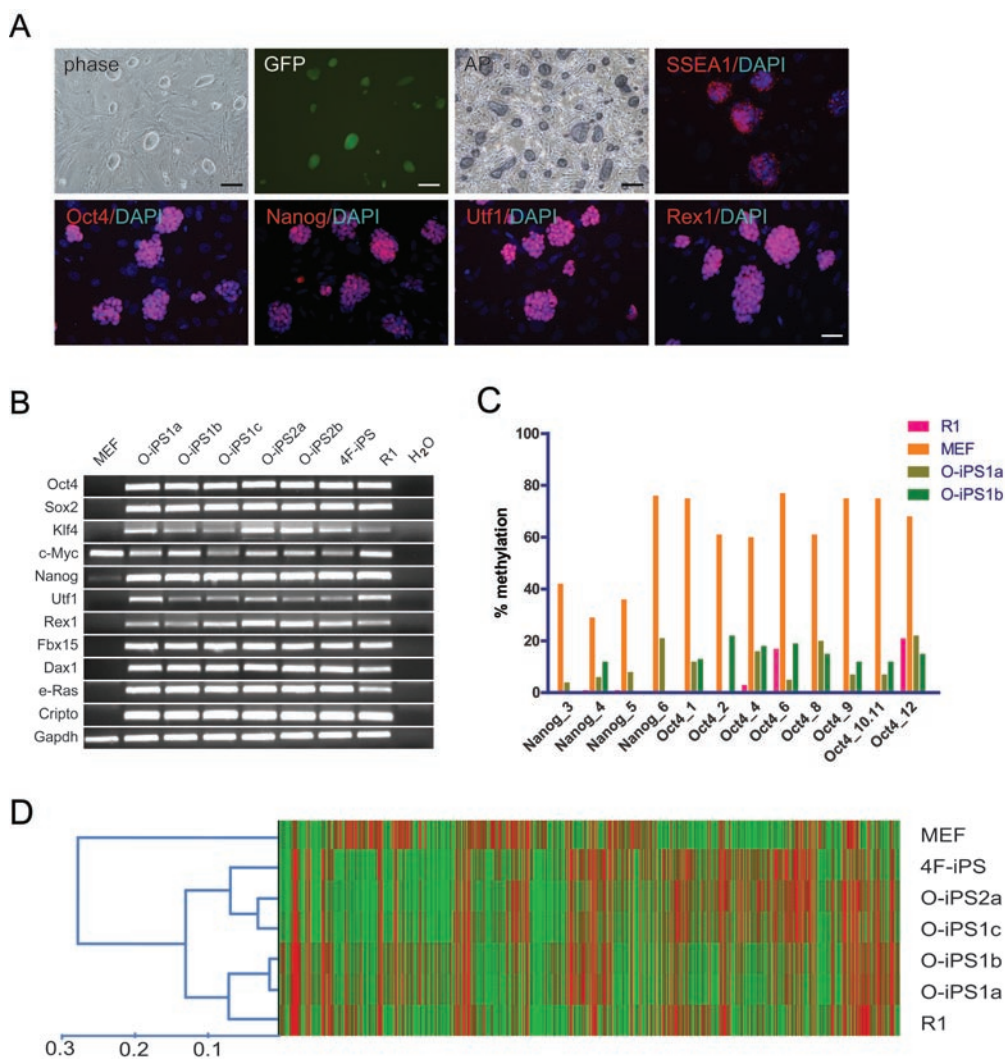 A
phase
GFP
AP
SSEA1/DAPI
Oct4/DAPI
Nanog/DAPI
Utf1/DAPI
Rex1/DAPI
B
MEF
O-iPS1a
O-iPS1b
O-iPS1c
O-iPS2a
O-iPS2b
4F-iPS
R1
H2O
Oct4
Sox2
Klf4
c-Myc
Nanog
Utf1
Rex1
Fbx15
Dax1
e-Ras
Cripto
Gapdh
C
R1
MEF
O-iPS1a
O-iPS1b
% methylation
100
80
60
40
20
0
Nanog_3
Nanog_4
Nanog_5
Nanog_6
Oct4_1
Oct4_2
Oct4_4
Oct4_6
Oct4_8
Oct4_9
Oct4_10.11
Oct4_12
D
MEF
4F-iPS
O-iPS2a
O-iPS1c
O-iPS1b
O-iPS1a
R1
0.3 0.2 0.1